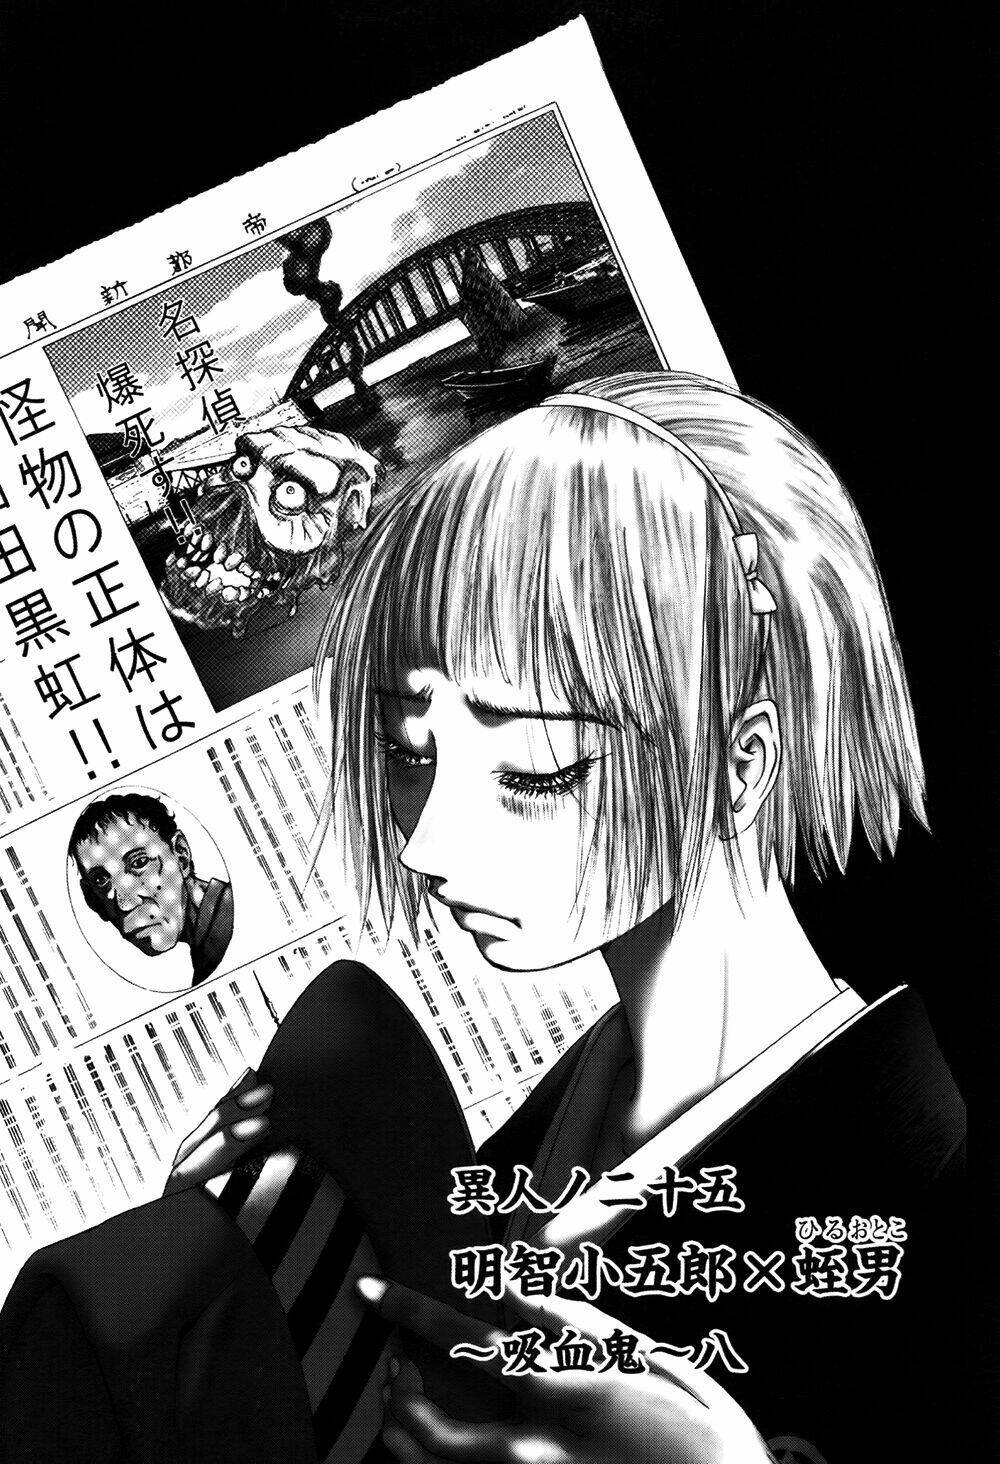 帝都新聞
名探偵
爆死す!!
怪物の正体は
田黒虹!!
異人ノ二十五
ひるおとこ
明智小五郎×蛭男
～吸血鬼～八